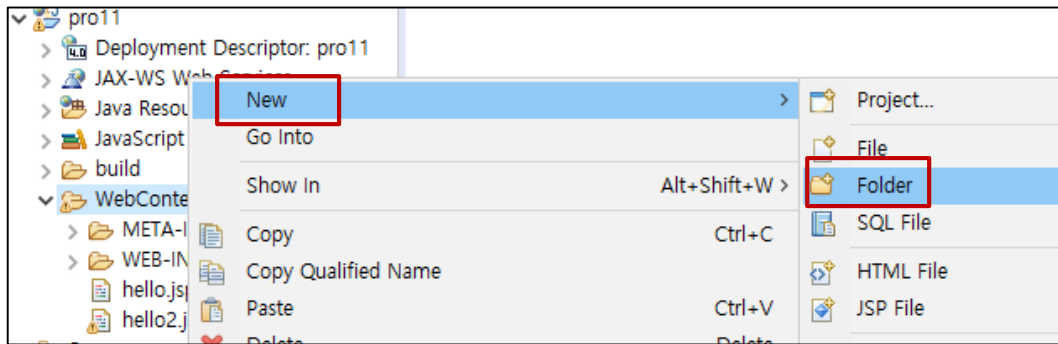 pro11
Deployment Descriptor: pro11
JAX-WS Web Services
Java Resou
New
Project...
JavaScript
Go Into
File
build
Show In
Alt+Shift+W >
Folder
WebConte
META-I
Copy
Ctrl+C
SQL File
WEB-IN
Copy Qualified Name
HTML File
hello.jsp
Paste
Ctrl+V
JSP File
hello2.j
Delete
Delete